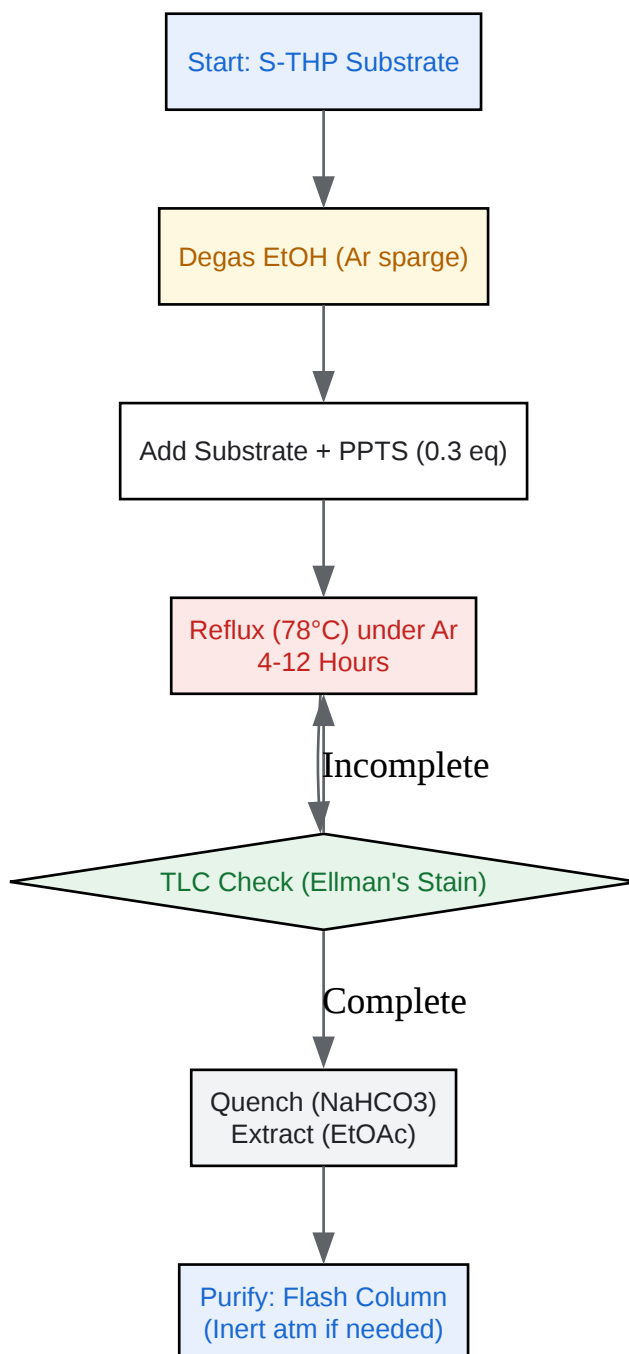 Start: S-THP Substrate
Degas EtOH (Ar sparge)
Add Substrate + PPTS (0.3 eq)
Reflux (78°C) under Ar
4-12 Hours
Incomplete
TLC Check (Ellman's Stain)
Complete
Quench (NaHCO3)
Extract (EtOAc)
Purify: Flash Column
(Inert atm if needed)